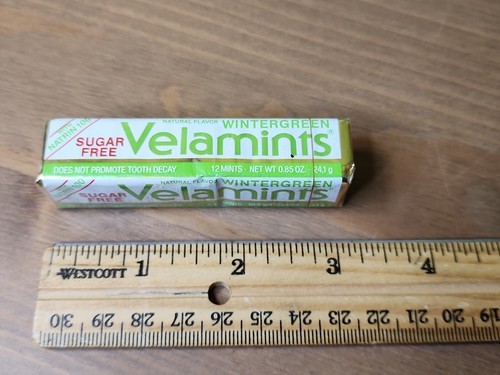 NATURAL FLAVOR WINTERGREEN
SUGAR FREE
Velamints®
DOES NOT PROMOTE TOOTH DECAY 12 MINTS · NET WT 0.85 OZ. 24.1 g
NATURAL FLAVOR WINTERGREEN
SUGAR FREE
Velamints
WESTCOTT 1 2 3 4
30 29 28 27 26 25 24 23 22 21 20 19